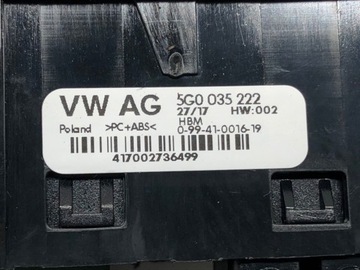 VW AG 5G0 035 222
27/17 HW:002
Poland >PC+ABS< HBM
0-99-41-0016-19
417002736499